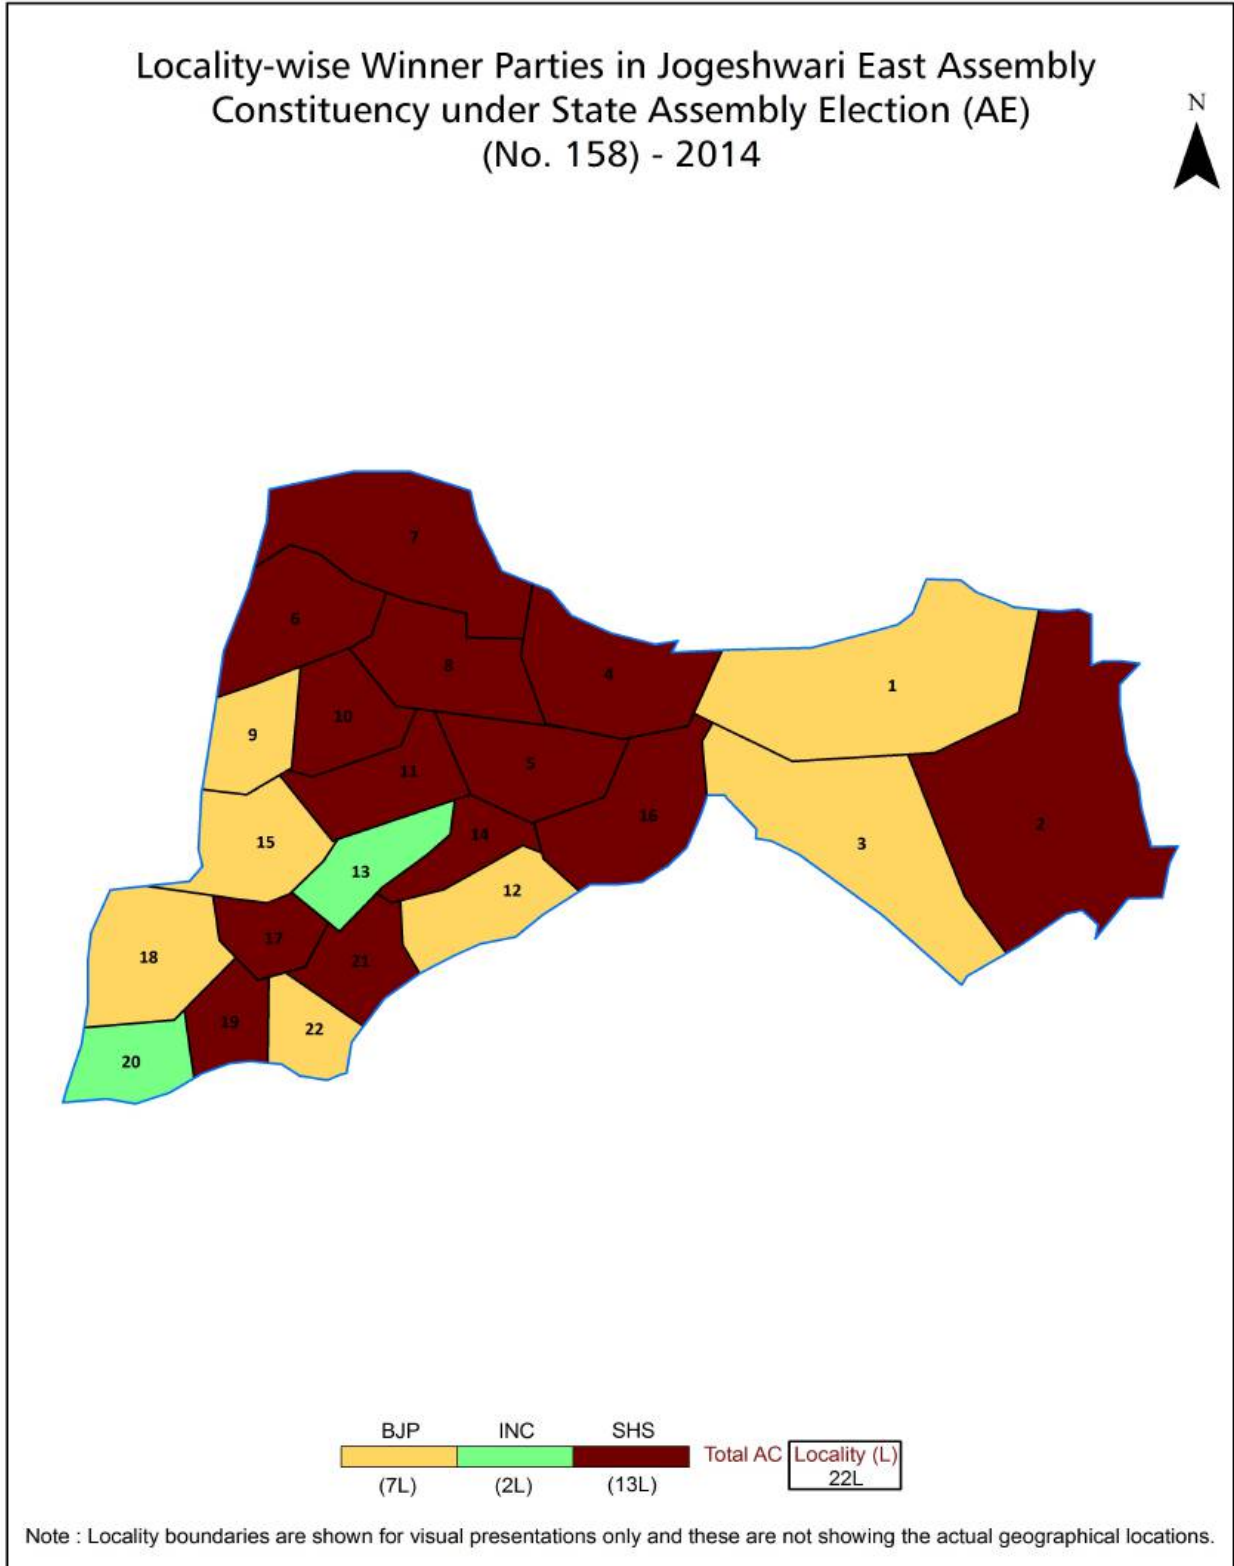 Locality-wise Winner Parties in Jogeshwari East Assembly
Constituency under State Assembly Election (AE)
(No. 158) - 2014
N
7
6
8
4
1
10
9
5
11
2
16
14
15
3
13
12
17
18
21
19
22
20
BJP INC SHS
Total AC Locality (L)
22L
(7L) (2L) (13L)
Note : Locality boundaries are shown for visual presentations only and these are not showing the actual geographical locations.